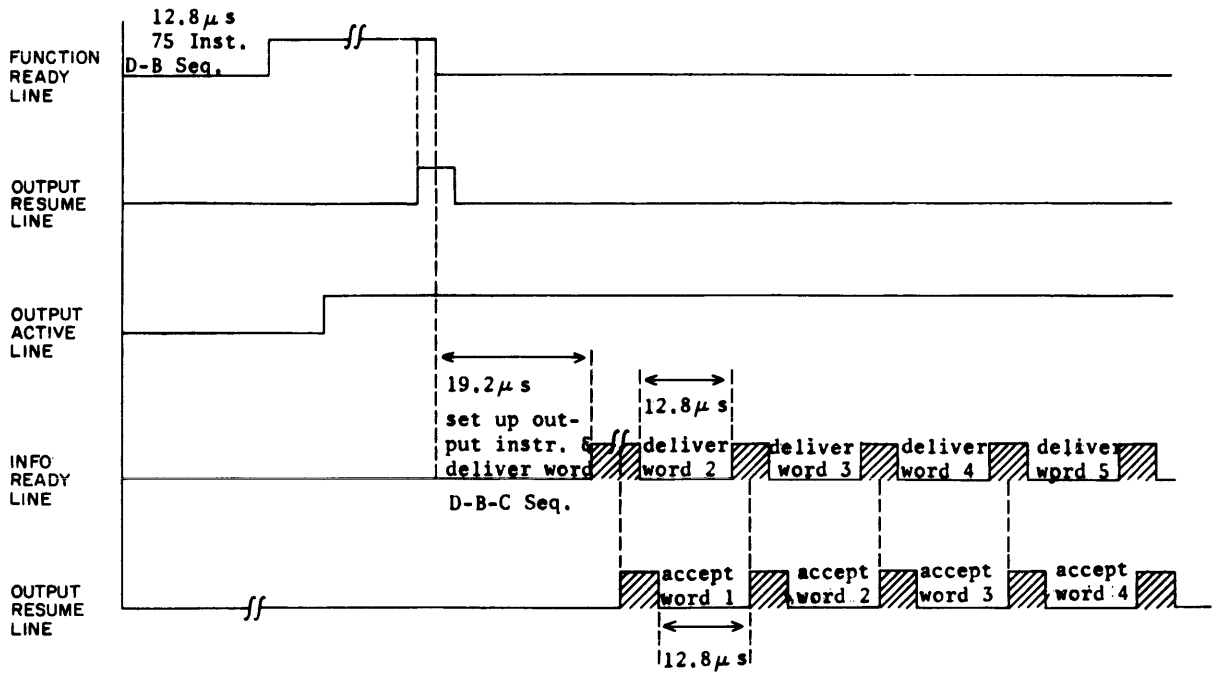 12.8μs
75 Inst.
D-B Seq.
FUNCTION
READY
LINE
OUTPUT
RESUME
LINE
OUTPUT
ACTIVE
LINE
19.2μs
set up out-
put instr. &
deliver word
D-B-C Seq.
12.8μs
deliver
word 2
deliver
word 3
deliver
word 4
deliver
word 5
INFO
READY
LINE
accept
word 1
accept
word 2
accept
word 3
accept
word 4
OUTPUT
RESUME
LINE
12.8μs